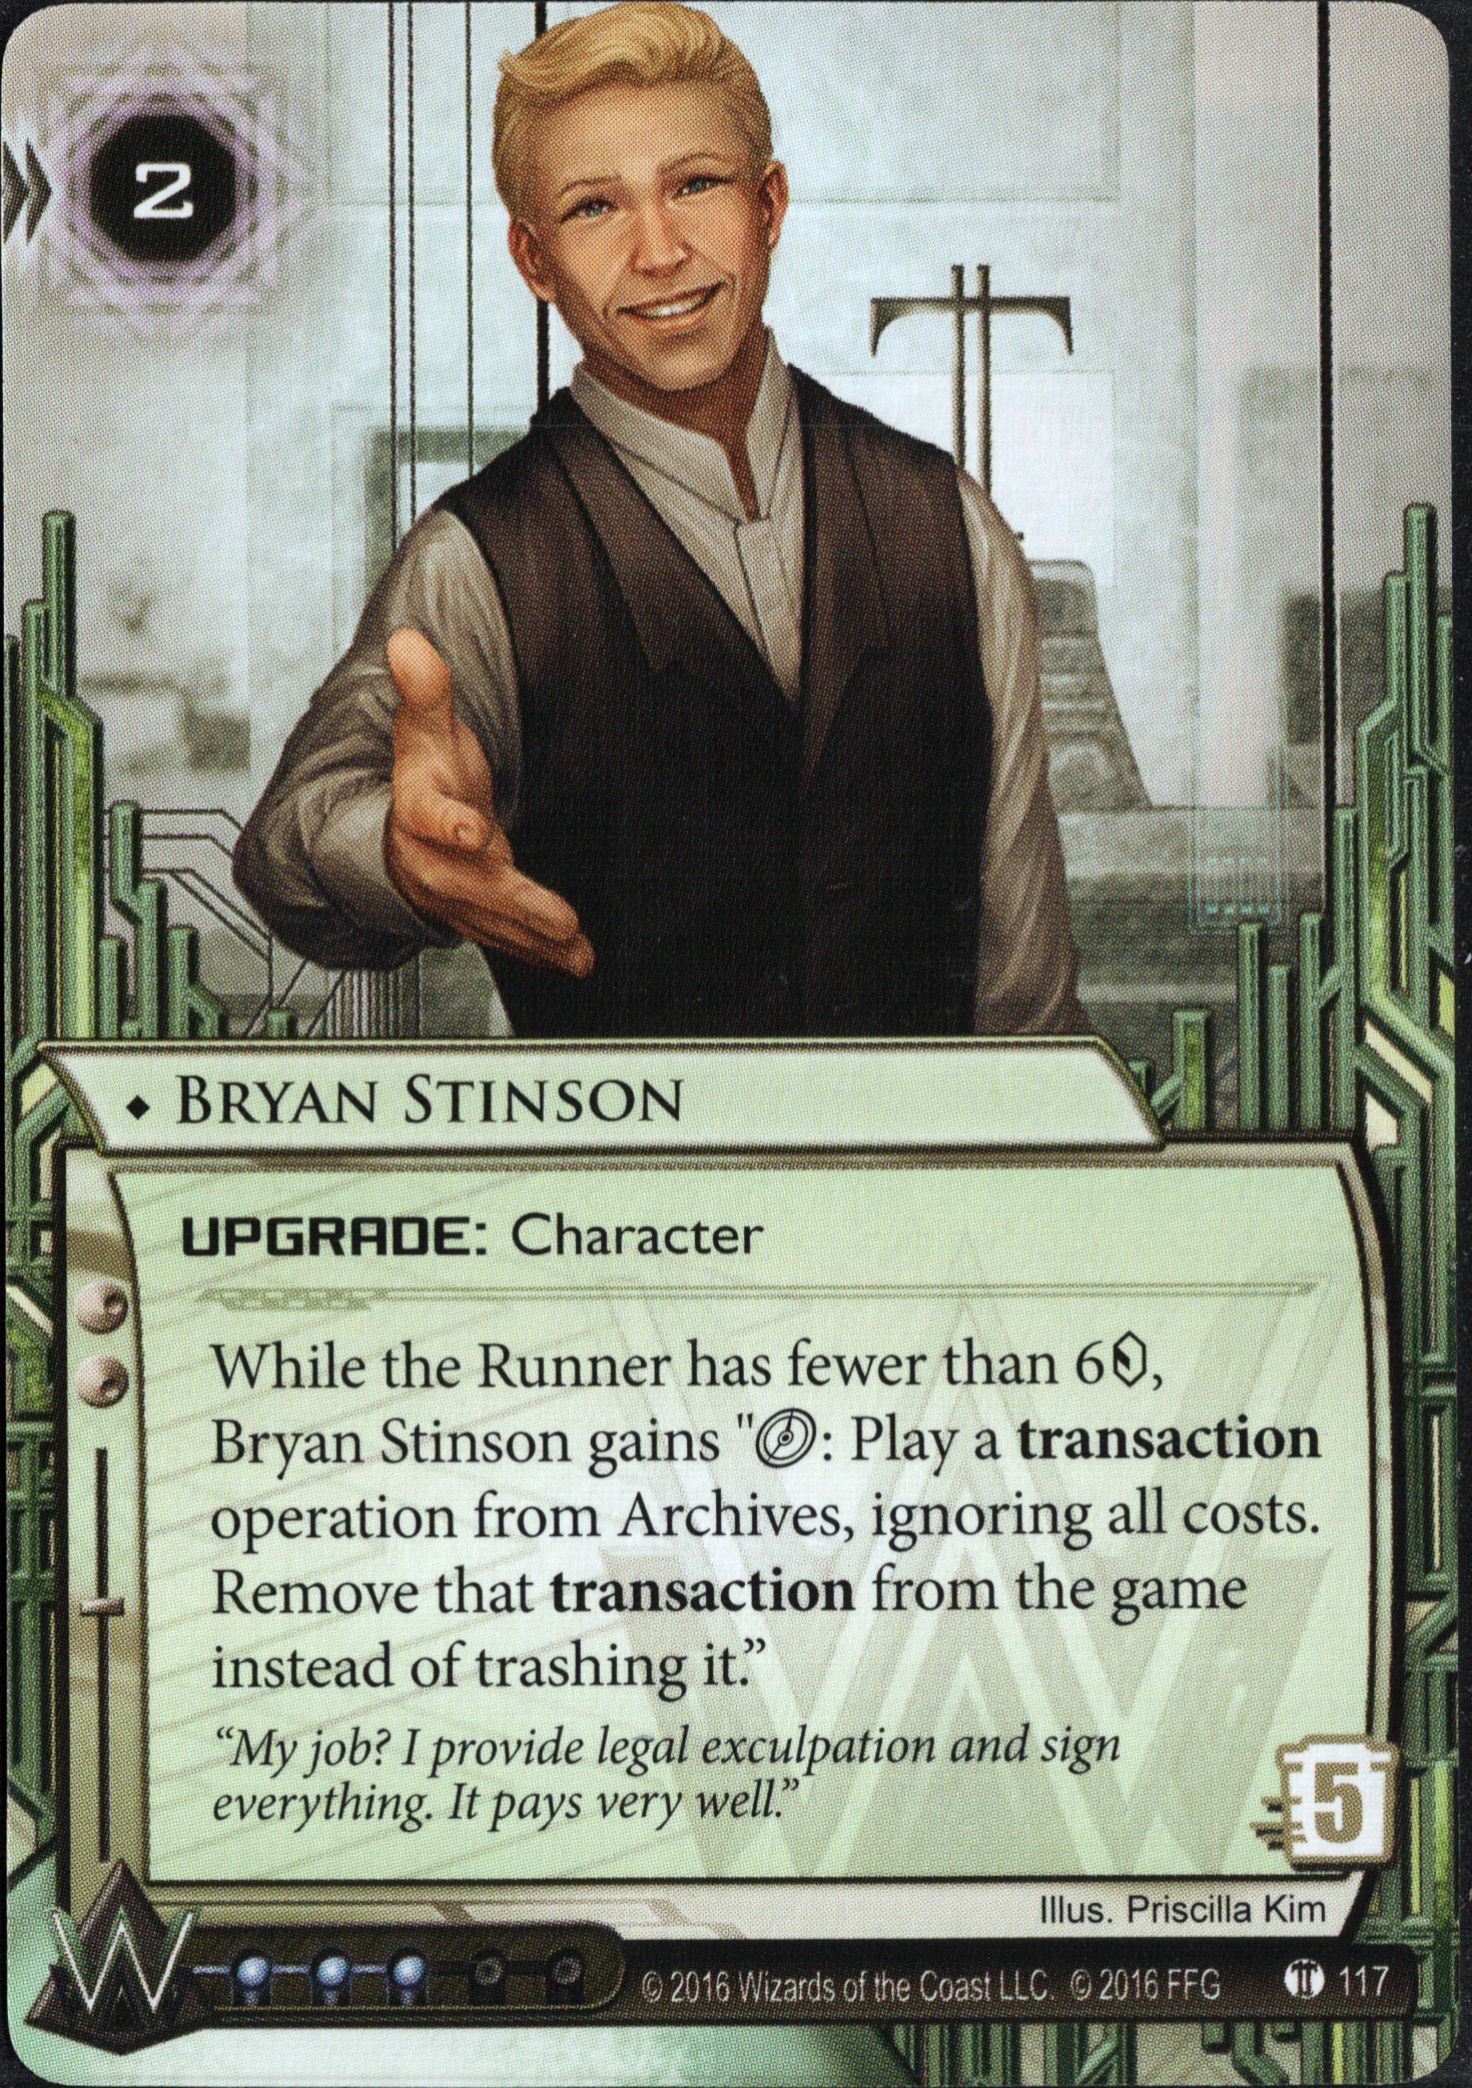 2
◆ BRYAN STINSON
UPGRADE: Character
While the Runner has fewer than 6,
Bryan Stinson gains ": Play a transaction
operation from Archives, ignoring all costs.
Remove that transaction from the game
instead of trashing it.”
“My job? I provide legal exculpation and sign
everything. It pays very well.”
5
Illus. Priscilla Kim
© 2016 Wizards of the Coast LLC. © 2016 FFG 117